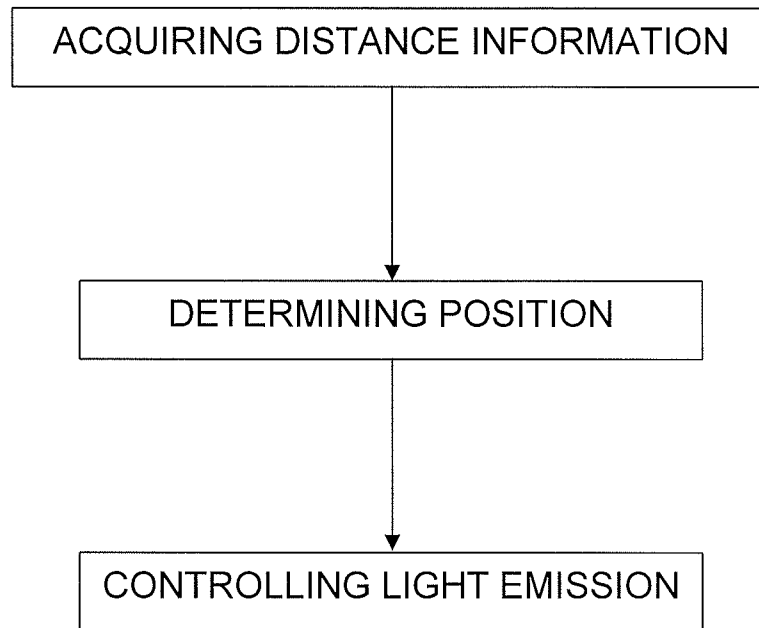 ACQUIRING DISTANCE INFORMATION
DETERMINING POSITION
CONTROLLING LIGHT EMISSION